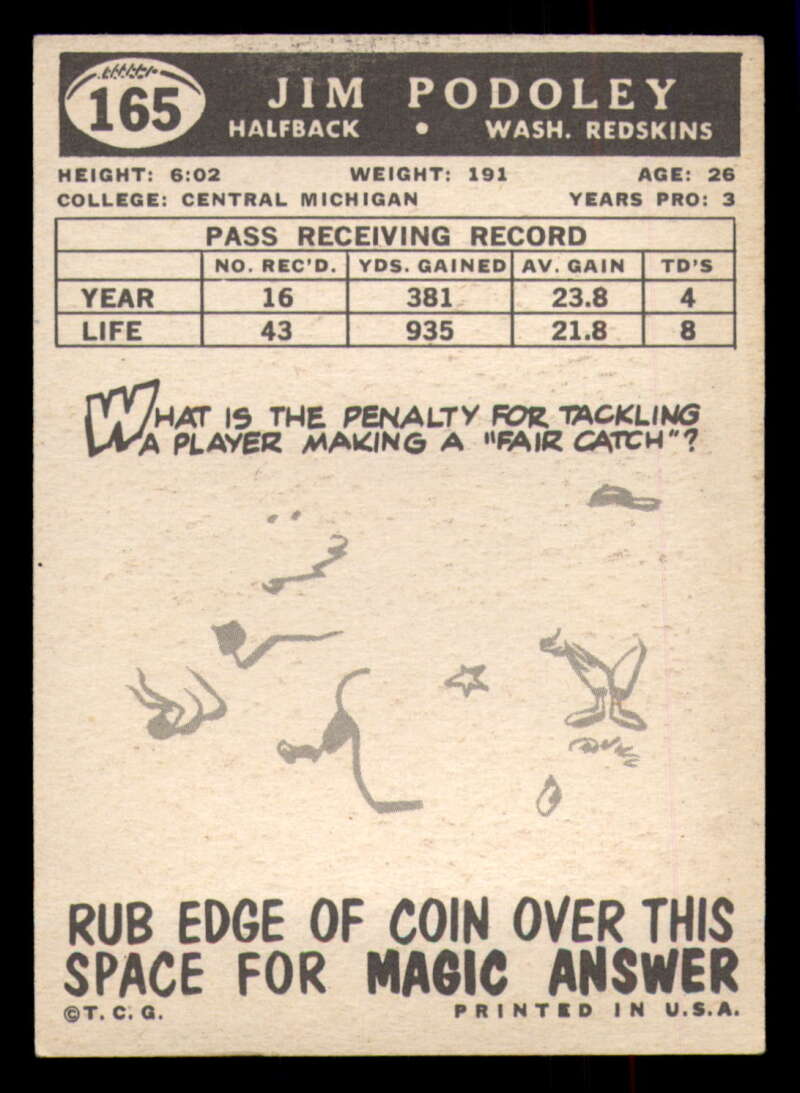 165
JIM PODOLEY
HALFBACK • WASH. REDSKINS
HEIGHT: 6:02 WEIGHT: 191 AGE: 26
COLLEGE: CENTRAL MICHIGAN YEARS PRO: 3
PASS RECEIVING RECORD
NO. REC'D. YDS. GAINED AV. GAIN TD'S
YEAR 16 381 23.8 4
LIFE 43 935 21.8 8
WHAT IS THE PENALTY FOR TACKLING
A PLAYER MAKING A "FAIR CATCH"?
RUB EDGE OF COIN OVER THIS
SPACE FOR MAGIC ANSWER
©T.C.G. PRINTED IN U.S.A.